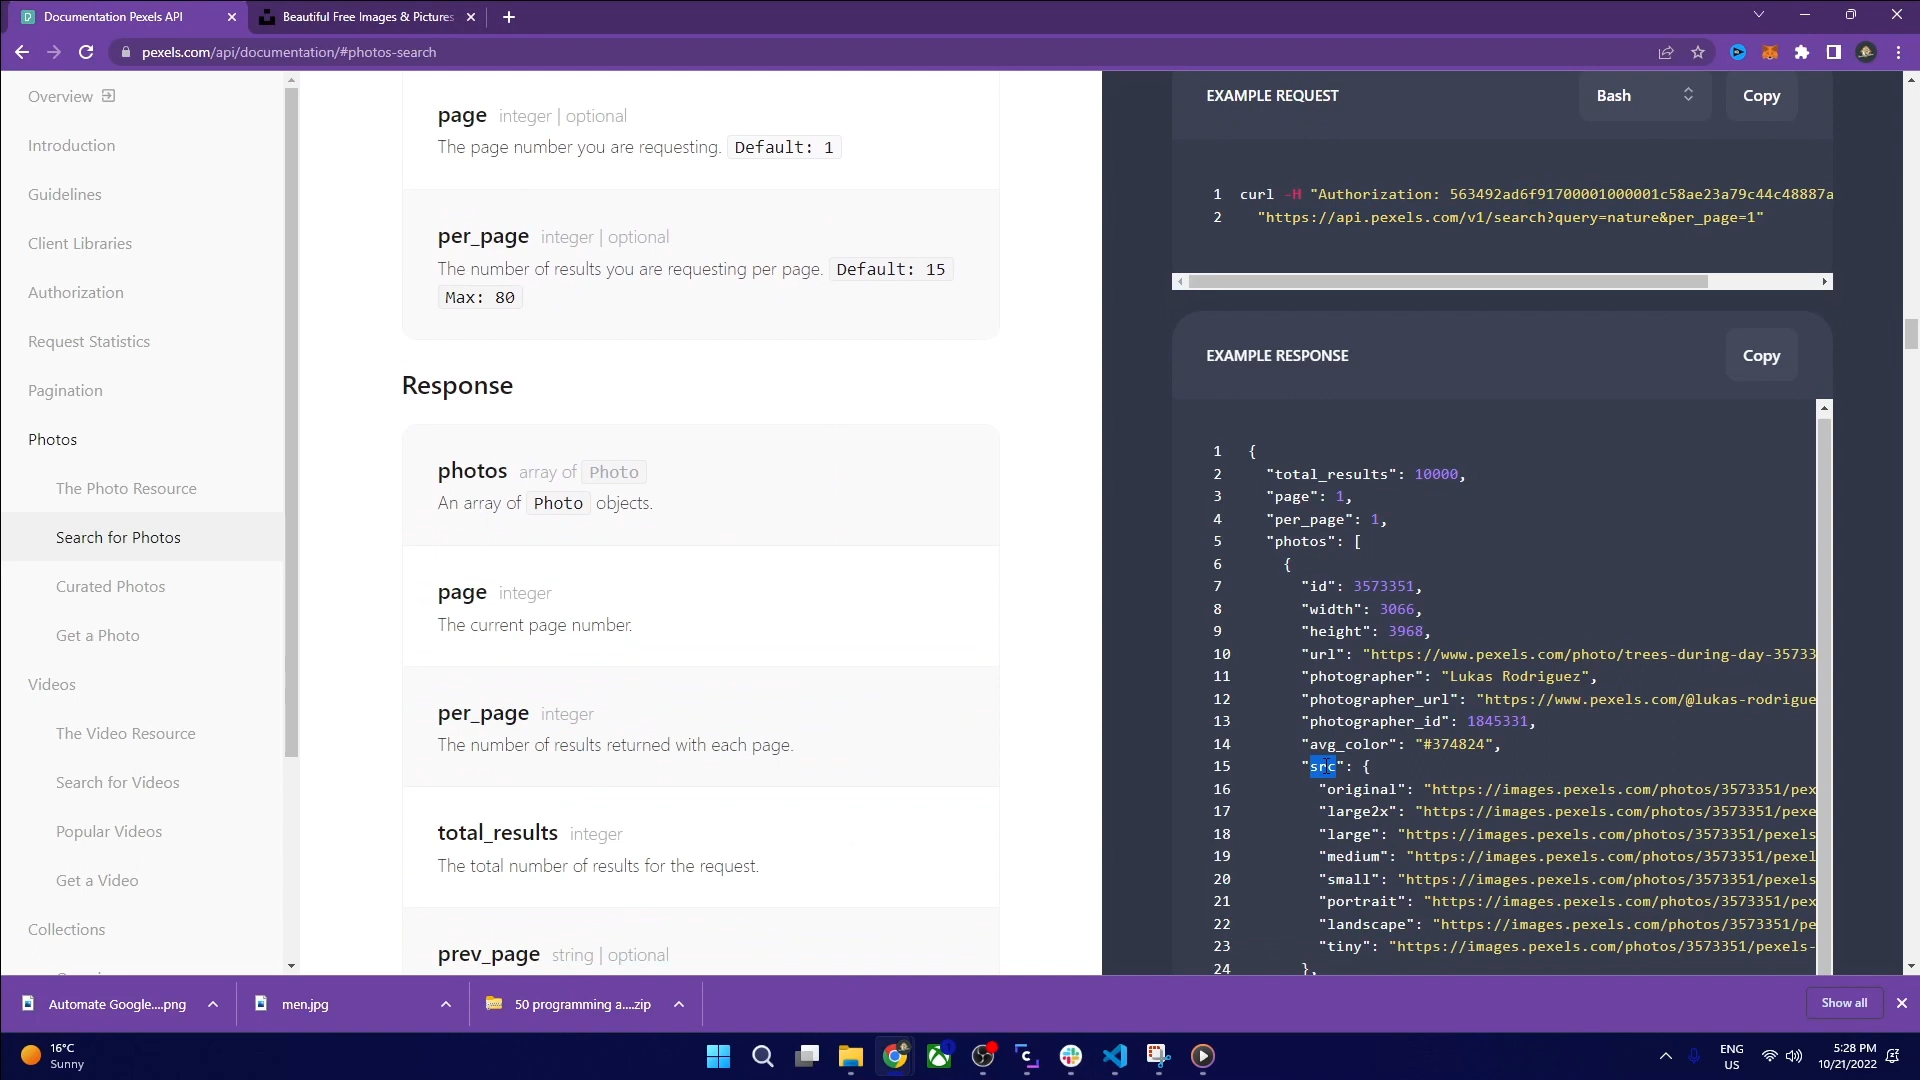 Documentation Pexels API
Beautiful Free Images & Pictures
pexels.com/api/documentation/#photos-search
Overview
Introduction
Guidelines
Client Libraries
Authorization
Request Statistics
Pagination
Photos
The Photo Resource
Search for Photos
Curated Photos
Get a Photo
Videos
The Video Resource
Search for Videos
Popular Videos
Get a Video
Collections
page integer | optional
The page number you are requesting. Default: 1
per_page integer | optional
The number of results you are requesting per page. Default: 15
Max: 80
Response
photos array of Photo
An array of Photo objects.
page integer
The current page number.
per_page integer
The number of results returned with each page.
total_results integer
The total number of results for the request.
prev_page string | optional
EXAMPLE REQUEST
Bash
Copy
1 curl -H "Authorization: 563492ad6f91700001000001c58ae23a79c44c48887a
2 "https://api.pexels.com/v1/search?query=nature&per_page=1"
EXAMPLE RESPONSE
Copy
1 {
2 "total_results": 10000,
3 "page": 1,
4 "per_page": 1,
5 "photos": [
6 {
7 "id": 3573351,
8 "width": 3066,
9 "height": 3968,
10 "url": "https://www.pexels.com/photo/trees-during-day-35733
11 "photographer": "Lukas Rodriguez",
12 "photographer_url": "https://www.pexels.com/@lukas-rodrigue
13 "photographer_id": 1845331,
14 "avg_color": "#374824",
15 "src": {
16 "original": "https://images.pexels.com/photos/3573351/pex
17 "large2x": "https://images.pexels.com/photos/3573351/pexe
18 "large": "https://images.pexels.com/photos/3573351/pexels
19 "medium": "https://images.pexels.com/photos/3573351/pexel
20 "small": "https://images.pexels.com/photos/3573351/pexels
21 "portrait": "https://images.pexels.com/photos/3573351/pex
22 "landscape": "https://images.pexels.com/photos/3573351/pe
23 "tiny": "https://images.pexels.com/photos/3573351/pexels-
24 },
Automate Google....png
men.jpg
50 programming a....zip
Show all
16°C
Sunny
ENG
US
5:28 PM
10/21/2022